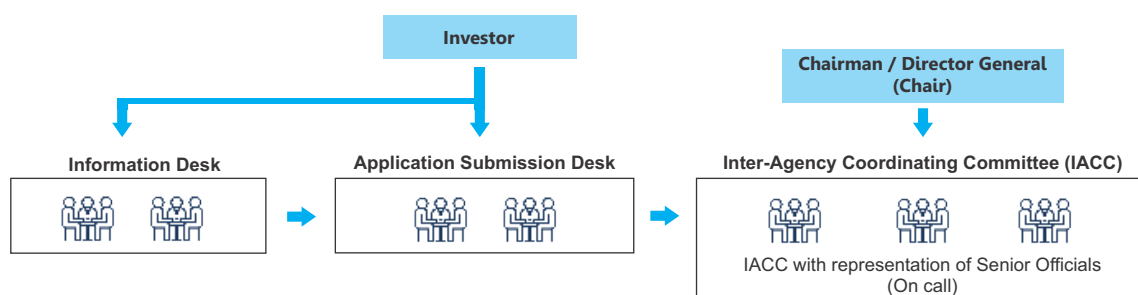 Investor
Chairman / Director General
(Chair)
Information Desk
Application Submission Desk
Inter-Agency Coordinating Committee (IACC)
IACC with representation of Senior Officials
(On call)